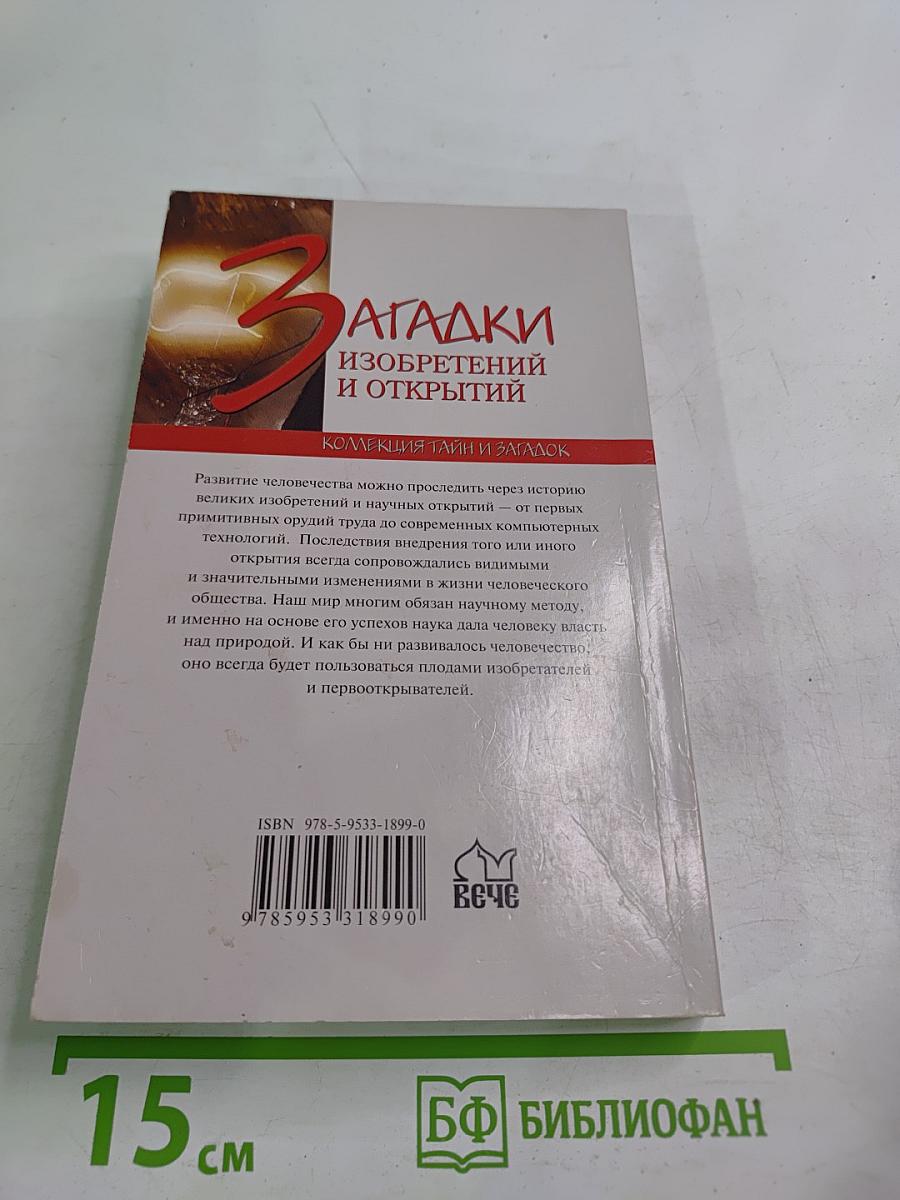 ЗАГАДКИ
ИЗОБРЕТЕНИЙ
И ОТКРЫТИЙ
КОЛЛЕКЦИЯ ТАЙН И ЗАГАДОК
Развитие человечества можно проследить через историю
великих изобретений и научных открытий — от первых
примитивных орудий труда до современных компьютерных
технологий. Последствия внедрения того или иного
открытия всегда сопровождались видимыми
и значительными изменениями в жизни человеческого
общества. Наш мир многим обязан научному методу,
и именно на основе его успехов наука дала человеку власть
над природой. И как бы ни развивалось человечество,
оно всегда будет пользоваться плодами изобретателей
и первооткрывателей.
ISBN 978-5-9533-1899-0
9 785953 318990
ВЕЧЕ
15 см
БФ БИБЛИОФАН